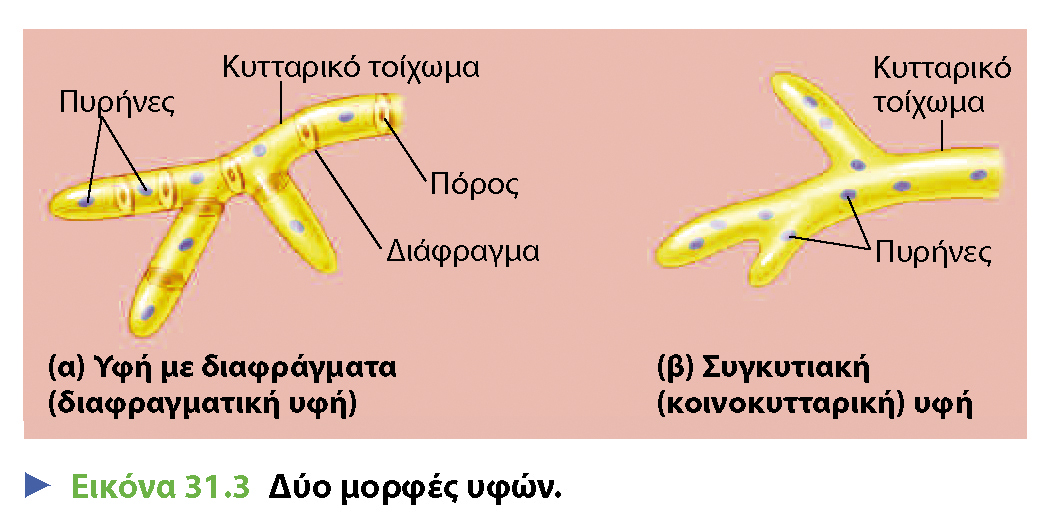 Κυτταρικό τοίχωμα
Πυρήνες
Πόρος
Διάφραγμα
(α) Υφή με διαφράγματα
(διαφραγματική υφή)
Κυτταρικό
τοίχωμα
Πυρήνες
(β) Συγκυτιακή
(κοινοκυτταρική) υφή
Εικόνα 31.3 Δύο μορφές υφών.